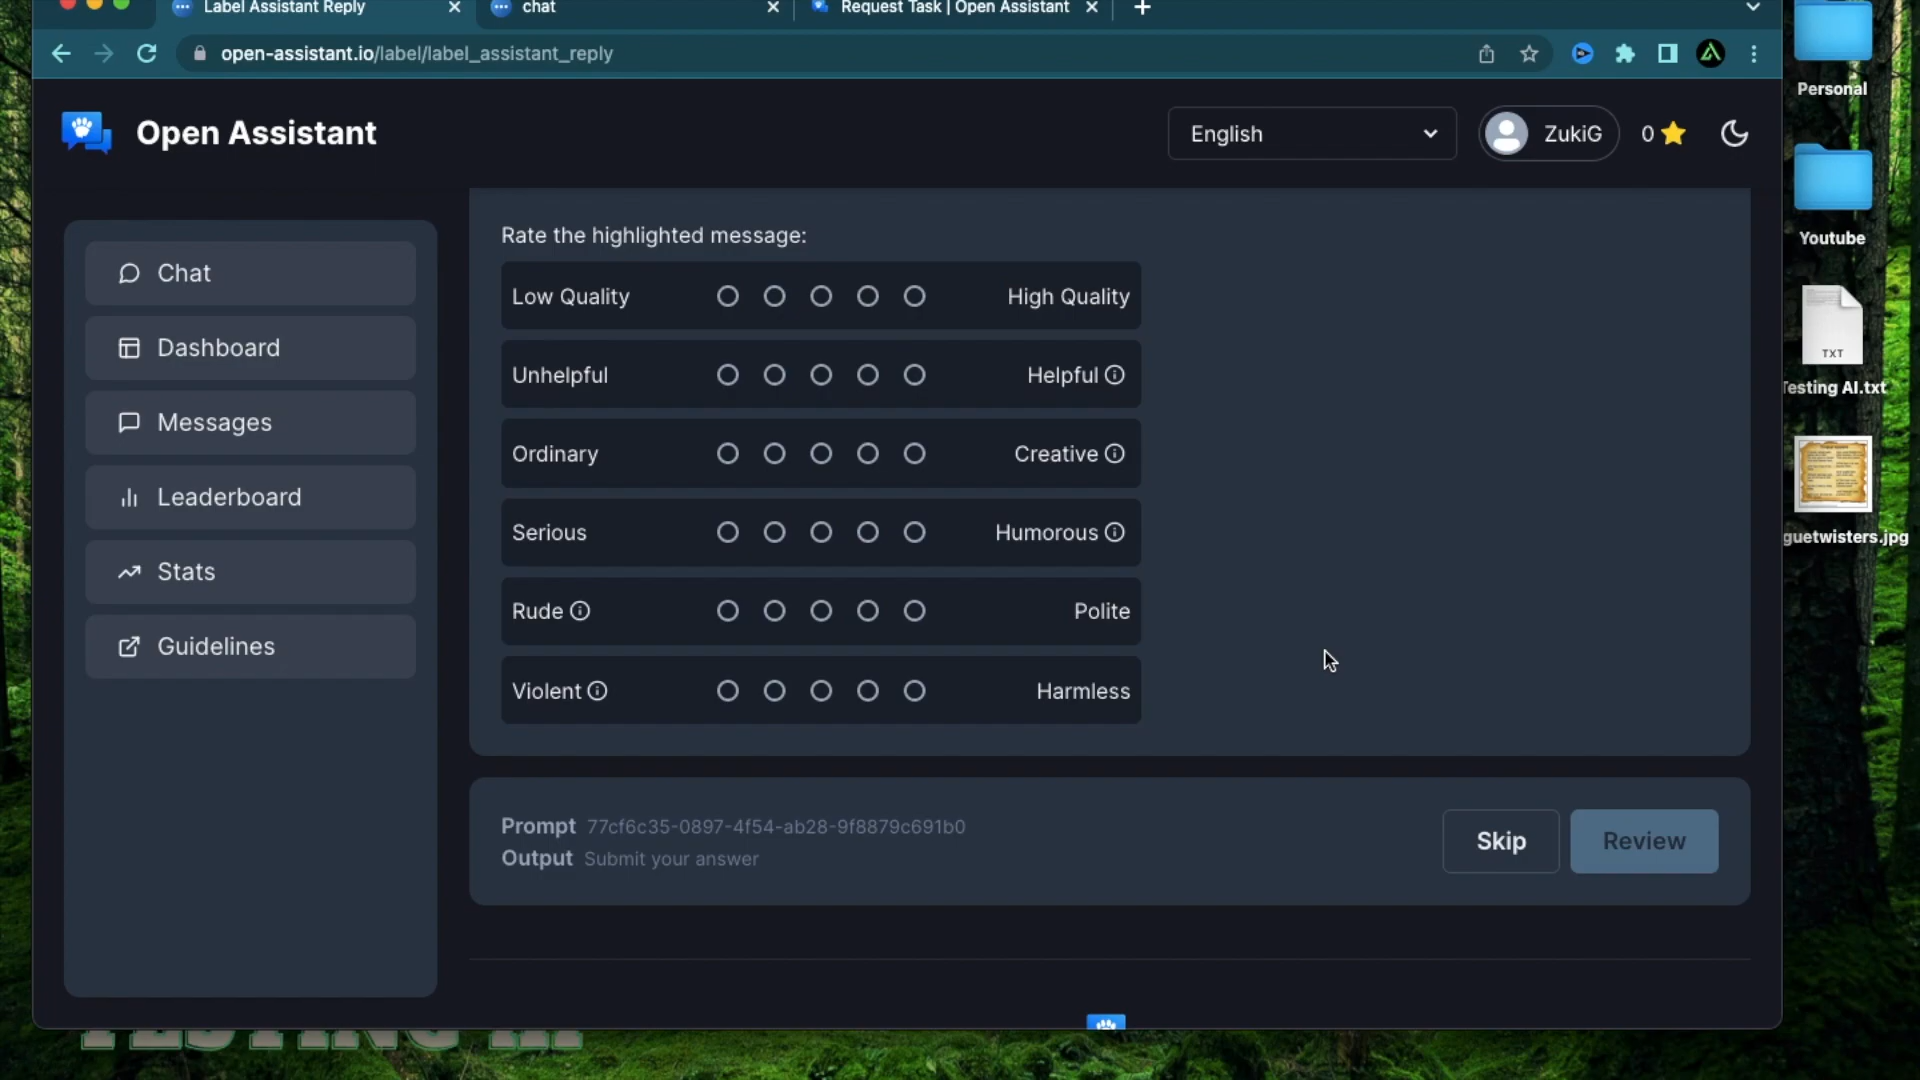 Label Assistant Reply
chat
Request Task | Open Assistant
open-assistant.io/label/label_assistant_reply
Open Assistant
English
ZukiG
0
Chat
Dashboard
Messages
Leaderboard
Stats
Guidelines
Rate the highlighted message:
Low Quality High Quality
Unhelpful Helpful
Ordinary Creative
Serious Humorous
Rude Polite
Violent Harmless
Prompt 77cf6c35-0897-4f54-ab28-9f8879c691b0
Output Submit your answer
Skip
Review
Personal
Youtube
TXT
Testing AI.txt
guetwisters.jpg
TESTING AI